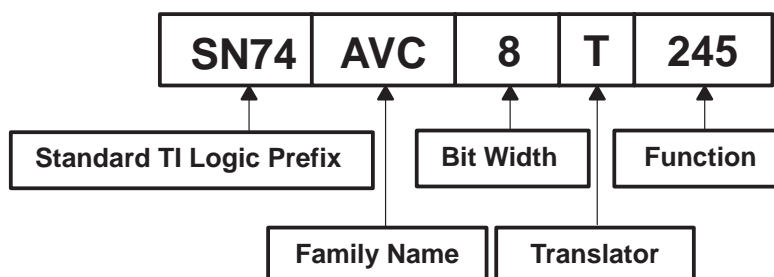 SN74 AVC 8 T 245
Standard TI Logic Prefix Bit Width Function
Family Name Translator